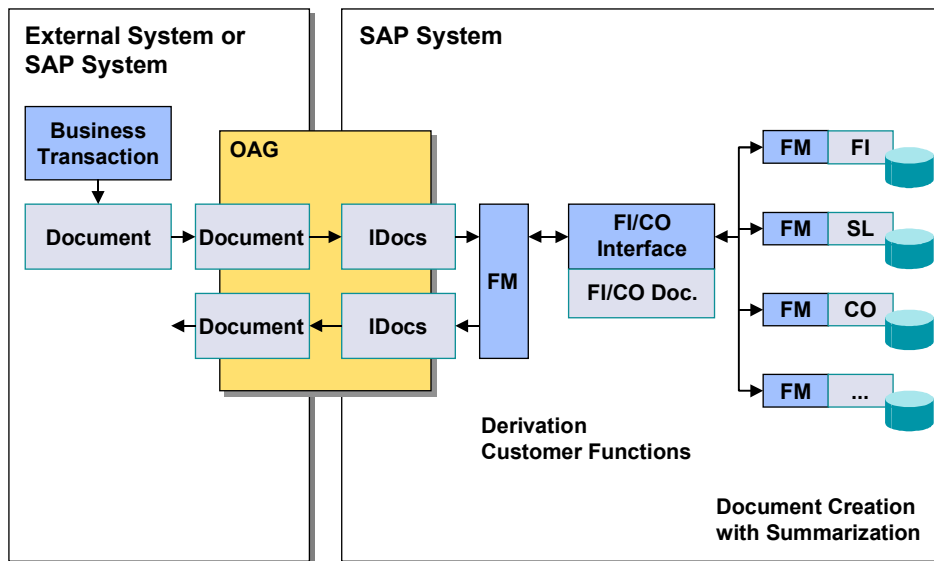 External System or
SAP System
SAP System
Business
Transaction
OAG
FM
FI
Document
Document
IDocs
FM
FI/CO
Interface
FI/CO Doc.
FM
SL
Document
IDocs
FM
CO
FM
...
Derivation
Customer Functions
Document Creation
with Summarization